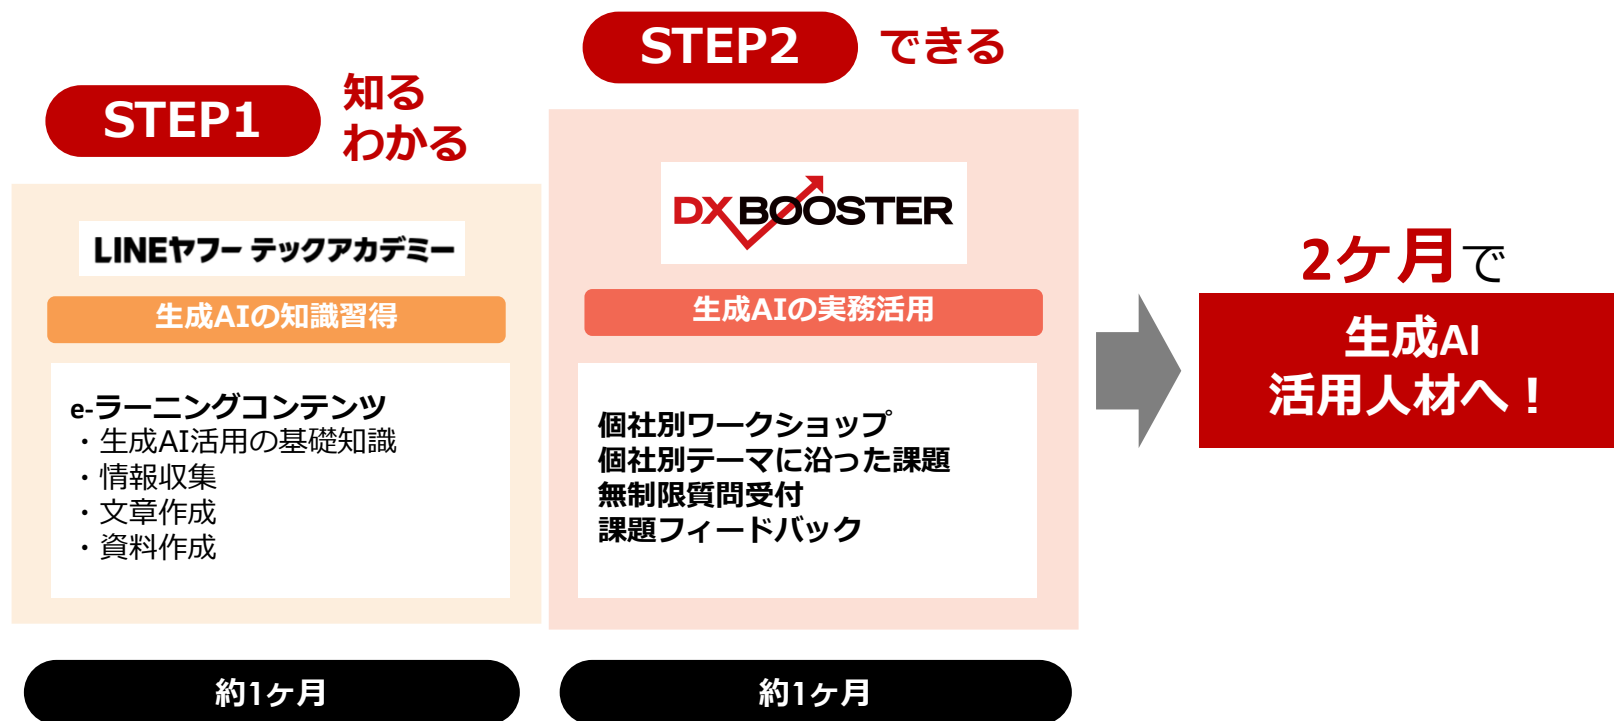 STEP1
知る
わかる
LINEヤフー テックアカデミー
生成AIの知識習得
e-ラーニングコンテンツ
・生成AI活用の基礎知識
・情報収集
・文章作成
・資料作成
約1ヶ月
STEP2
できる
DXBOOSTER
生成AIの実務活用
個社別ワークショップ
個社別テーマに沿った課題
無制限質問受付
課題フィードバック
約1ヶ月
2ケ月で
生成AI
活用人材へ！